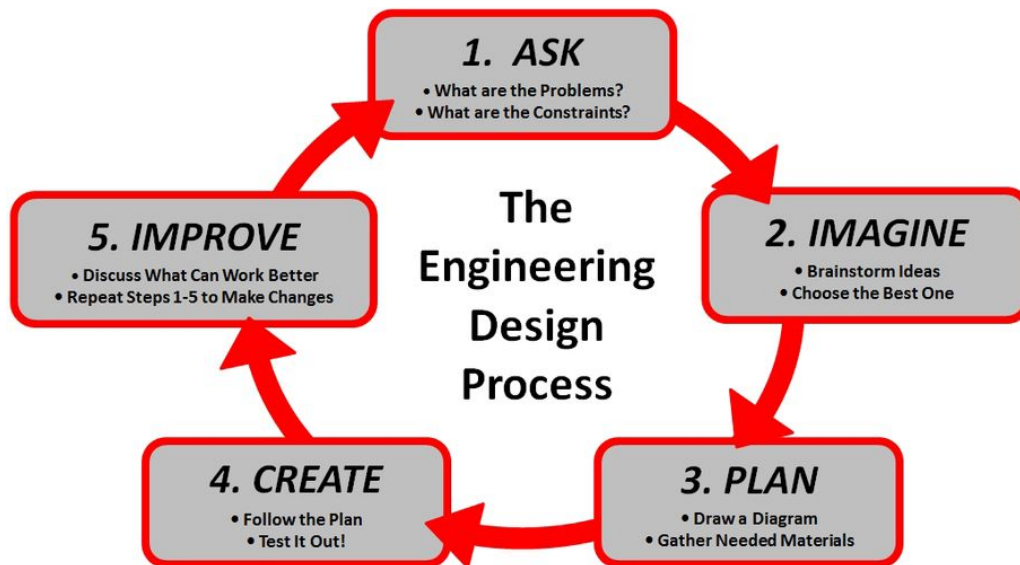 1. ASK
• What are the Problems?
• What are the Constraints?
2. IMAGINE
• Brainstorm Ideas
• Choose the Best One
3. PLAN
• Draw a Diagram
• Gather Needed Materials
4. CREATE
• Follow the Plan
• Test It Out!
5. IMPROVE
• Discuss What Can Work Better
• Repeat Steps 1-5 to Make Changes
The
Engineering
Design
Process